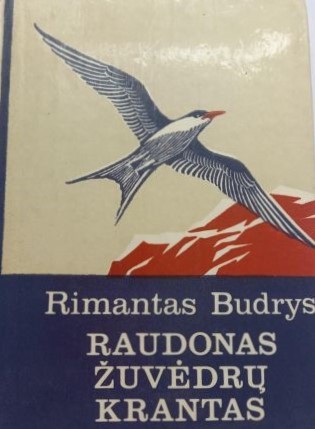 Rimantas Budrys
RAUDONAS
ŽUVĖDRŲ
KRANTAS